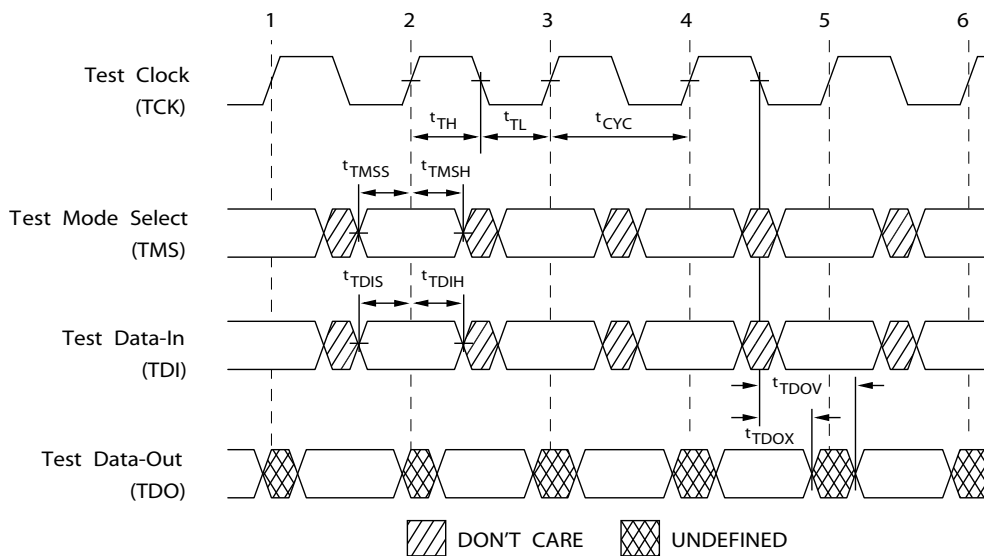 1 2 3 4 5 6
Test Clock
(TCK)
tTH tTL tCYC
tTMSS tTMSH
Test Mode Select
(TMS)
tTDIS tTDIH
Test Data-In
(TDI)
tTDOV
tTDOX
Test Data-Out
(TDO)
DON'T CARE UNDEFINED